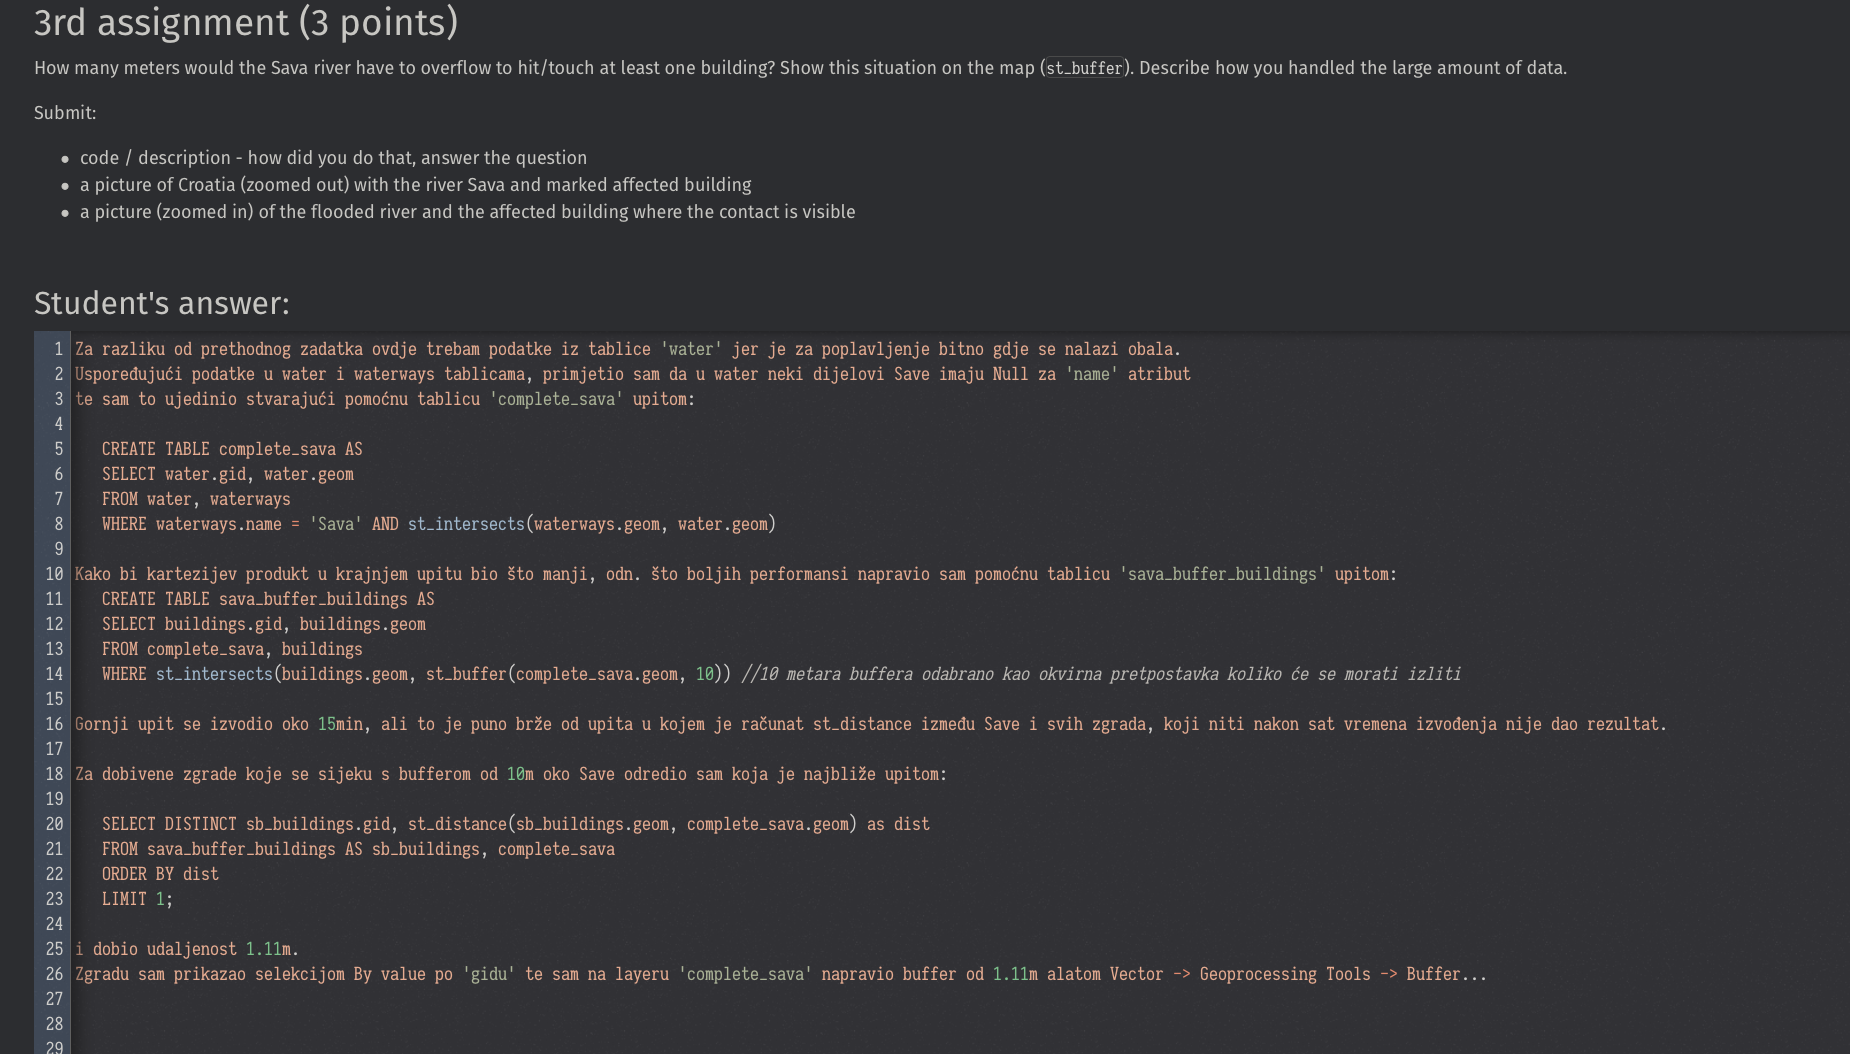 3rd assignment (3 points)
How many meters would the Sava river have to overflow to hit/touch at least one building? Show this situation on the map (st_buffer). Describe how you handled the large amount of data.
Submit:
• code / description - how did you do that, answer the question
• a picture of Croatia (zoomed out) with the river Sava and marked affected building
• a picture (zoomed in) of the flooded river and the affected building where the contact is visible
Student's answer:
1 Za razliku od prethodnog zadatka ovdje trebam podatke iz tablice 'water' jer je za poplavljenje bitno gdje se nalazi obala.
2 Uspoređujući podatke u water i waterways tablicama, primjetio sam da u water neki dijelovi Save imaju Null za 'name' atribut
3 te sam to ujedinio stvarajući pomoćnu tablicu 'complete_sava' upitom:
4
5 CREATE TABLE complete_sava AS
6 SELECT water.gid, water.geom
7 FROM water, waterways
8 WHERE waterways.name = 'Sava' AND st_intersects(waterways.geom, water.geom)
9
10 Kako bi kartezijev produkt u krajnjem upitu bio što manji, odn. što boljih performansi napravio sam pomoćnu tablicu 'sava_buffer_buildings' upitom:
11 CREATE TABLE sava_buffer_buildings AS
12 SELECT buildings.gid, buildings.geom
13 FROM complete_sava, buildings
14 WHERE st_intersects(buildings.geom, st_buffer(complete_sava.geom, 10)) //10 metara buffera odabrano kao okvirna pretpostavka koliko će se morati izliti
15
16 Gornji upit se izvodio oko 15min, ali to je puno brže od upita u kojem je računat st_distance između Save i svih zgrada, koji niti nakon sat vremena izvođenja nije dao rezultat.
17
18 Za dobivene zgrade koje se sijeku s bufferom od 10m oko Save odredio sam koja je najbliže upitom:
19
20 SELECT DISTINCT sb_buildings.gid, st_distance(sb_buildings.geom, complete_sava.geom) as dist
21 FROM sava_buffer_buildings AS sb_buildings, complete_sava
22 ORDER BY dist
23 LIMIT 1;
24
25 i dobio udaljenost 1.11m.
26 Zgradu sam prikazao selekcijom By value po 'gidu' te sam na layeru 'complete_sava' napravio buffer od 1.11m alatom Vector -> Geoprocessing Tools -> Buffer...
27
28
29